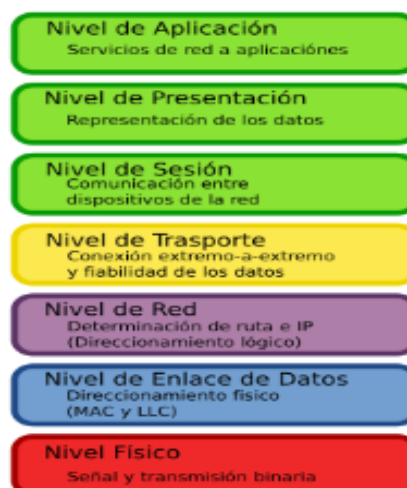 Nivel de Aplicación
Servicios de red a aplicaciónes
Nivel de Presentación
Representación de los datos
Nivel de Sesión
Comunicación entre
dispositivos de la red
Nivel de Trasporte
Conexión extremo-a-extremo
y fiabilidad de los datos
Nivel de Red
Determinación de ruta e IP
(Direccionamiento lógico)
Nivel de Enlace de Datos
Direccionamiento fisico
(MAC y LLC)
Nivel Físico
Señal y transmisión binaria